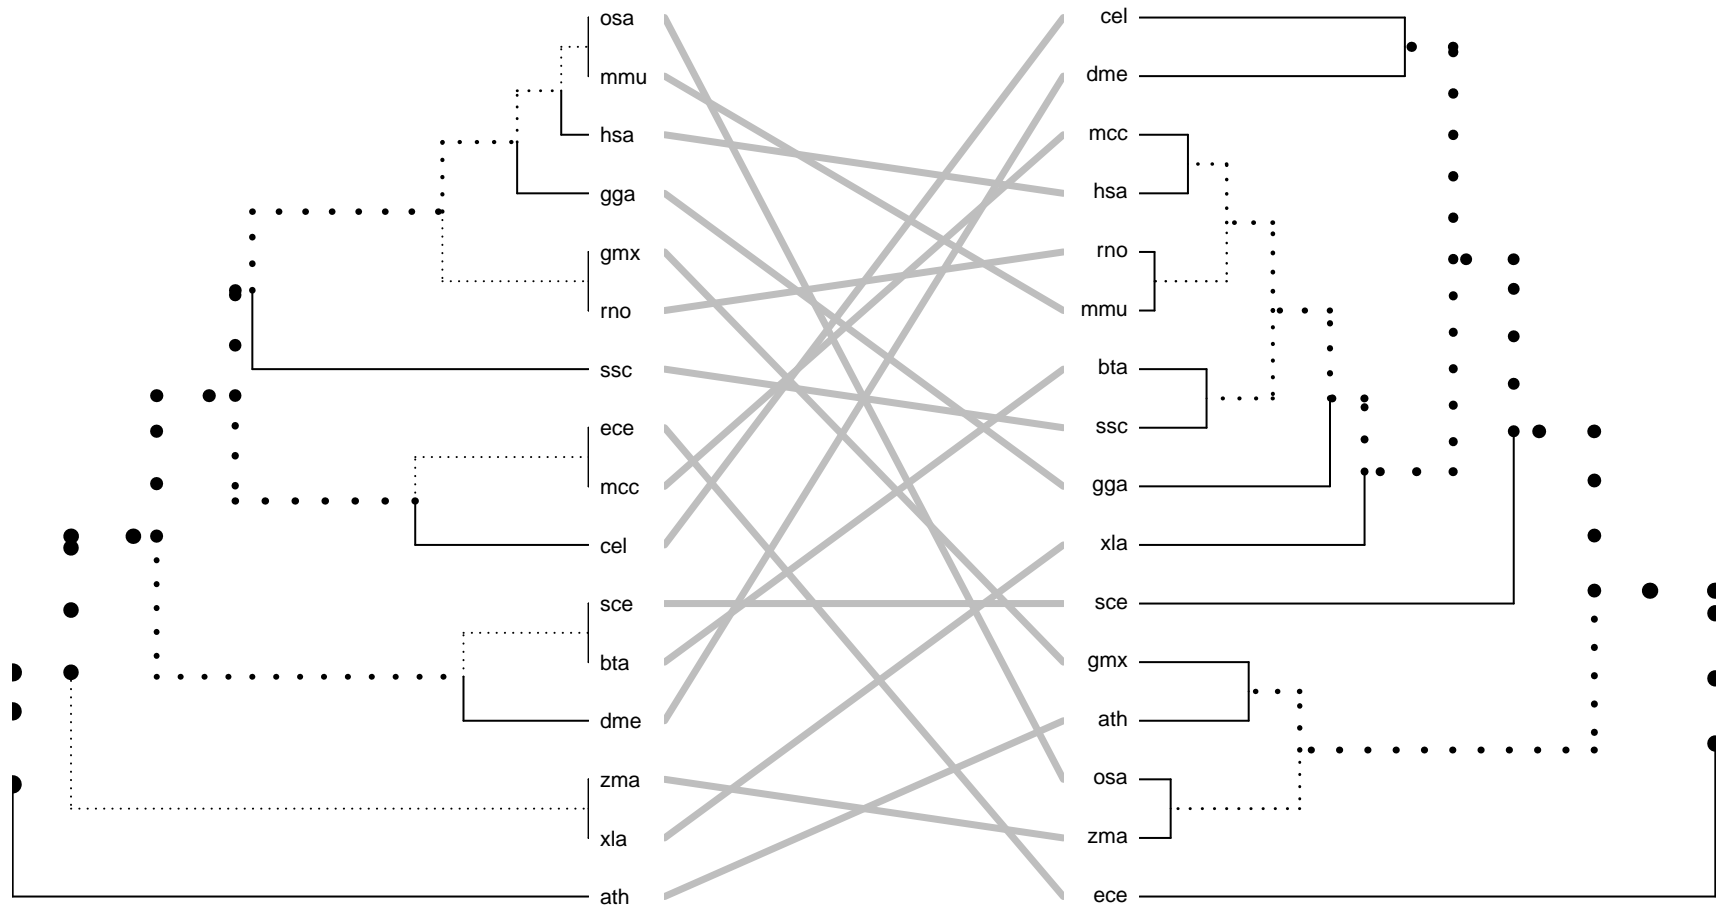 osa
mmu
hsa
gga
gmx
rno
ssc
ece
mcc
cel
sce
bta
dme
zma
xla
ath
cel
dme
mcc
hsa
rno
mmu
bta
ssc
gga
xla
sce
gmx
ath
osa
zma
ece